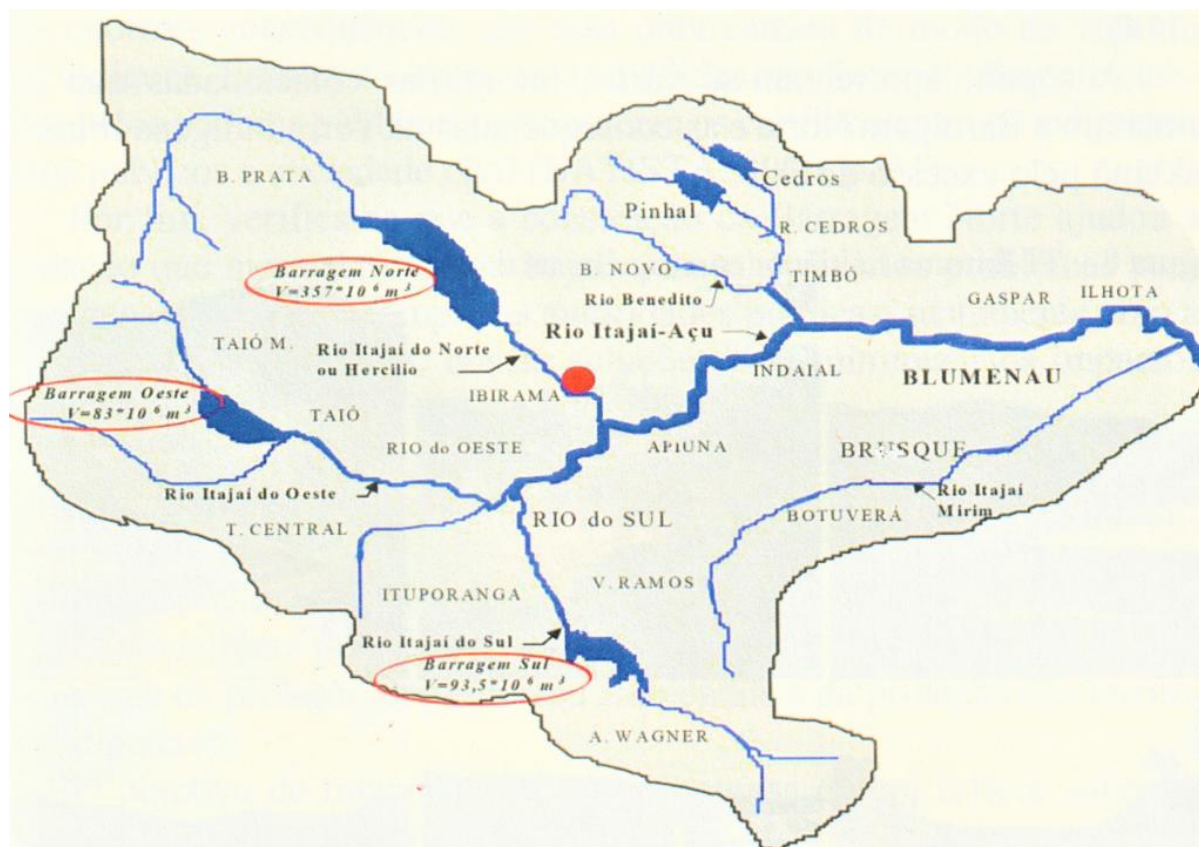 Cedros
B. PRATA
Pinhal
R. CEDROS
Barragem Norte
V=357*10⁶ m³
B. NOVO
TIMBÓ
Rio Benedito
GASPAR
ILHOTA
Rio Itajaí-Açu
TAIÓ M.
Rio Itajaí do Norte
ou Hercilio
INDAIAL
BLUMENAU
Barragem Oeste
V=83*10⁶ m³
IBIRAMA
TAIÓ
RIO do OESTE
APIUNA
BRUSQUE
Rio Itajaí do Oeste
Rio Itajaí
Mirim
T. CENTRAL
RIO do SUL
BOTUVERÁ
V. RAMOS
ITUPORANGA
Rio Itajaí do Sul
Barragem Sul
V=93,5*10⁶ m³
A. WAGNER